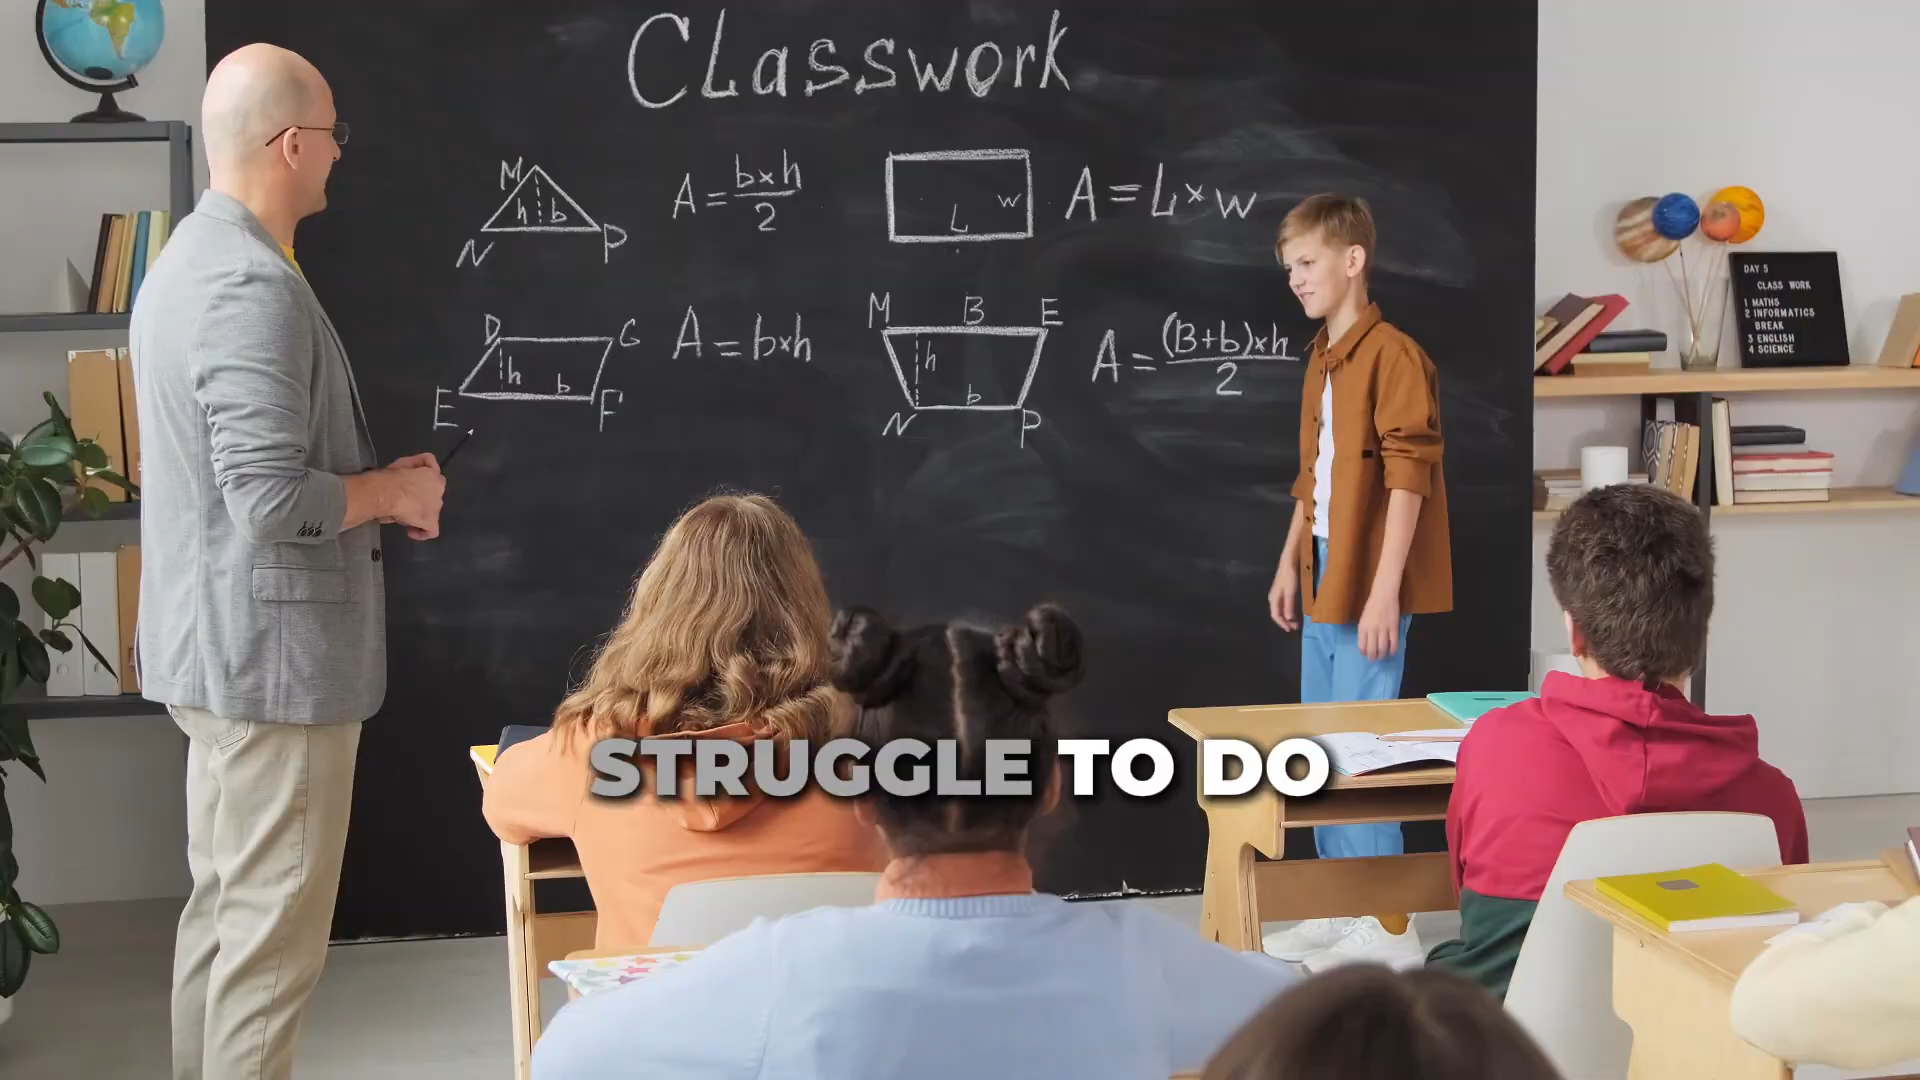 Classwork
M
h b
N P
A = b×h / 2
L w
A = L×w
D G
h b
E F
A = b×h
M B E
h
b
N P
A = (B+b)×h / 2
DAY 5
CLASS WORK
1 MATHS
2 INFORMATICS
BREAK
3 ENGLISH
4 SCIENCE
STRUGGLE TO DO